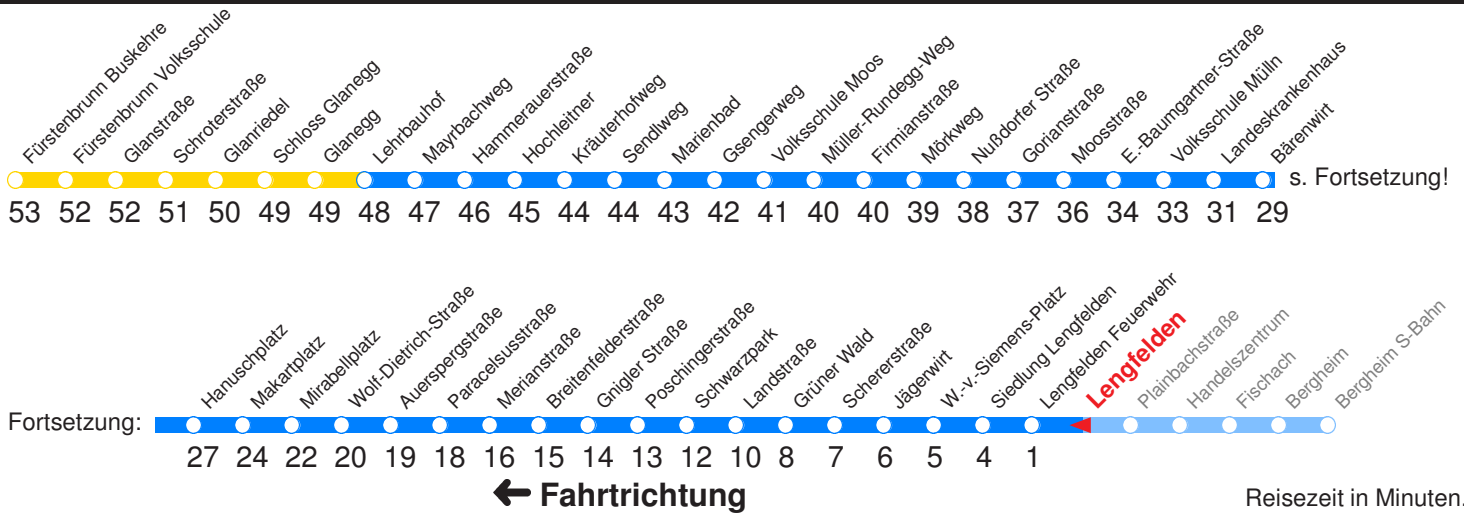 Fürstenbrunn Buskehre
Fürstenbrunn Volksschule
Glanstraße
Schroterstraße
Glanriedel
Schloss Glanegg
Glanegg
Lehrbauhof
Mayrbachweg
Hammerauerstraße
Hochleitner
Kräuterhofweg
Sendlweg
Marienbad
Gsengerweg
Volksschule Moos
Müller-Rundegg-Weg
Firmianstraße
Mörkweg
Nußdorfer Straße
Gorianstraße
Moosstraße
E.-Baumgartner-Straße
Volksschule Mülln
Landeskrankenhaus
Bärenwirt
s. Fortsetzung!
53 52 52 51 50 49 49 48 47 46 45 44 44 43 42 41 40 40 39 38 37 36 34 33 31 29
Fortsetzung:
Hanuschplatz
Makartplatz
Mirabellplatz
Wolf-Dietrich-Straße
Auerspergstraße
Paracelsusstraße
Merianstraße
Breitenfelderstraße
Gnigler Straße
Poschingerstraße
Schwarzpark
Landstraße
Grüner Wald
Schererstraße
Jägerwirt
W.-v.-Siemens-Platz
Siedlung Lengfelden
Lengfelden Feuerwehr
Lengfelden
Plainbachstraße
Handelszentrum
Fischach
Bergheim
Bergheim S-Bahn
27 24 22 20 19 18 16 15 14 13 12 10 8 7 6 5 4 1
Fahrtrichtung
Reisezeit in Minuten.